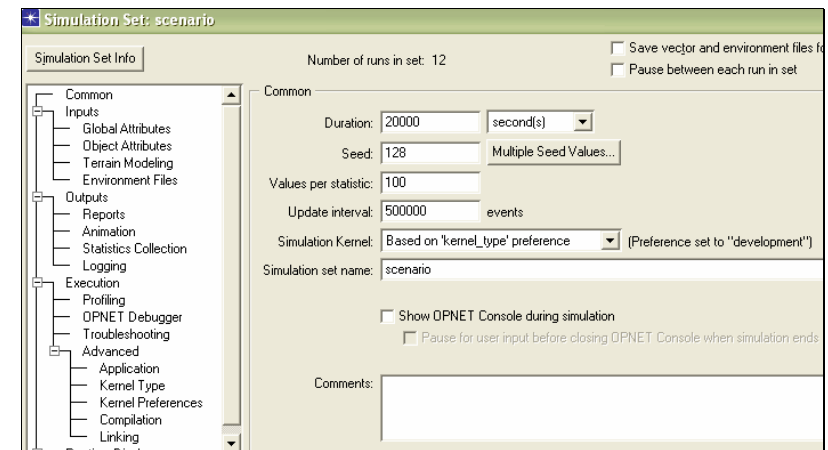 Simulation Set: scenario
Simulation Set Info
Number of runs in set: 12
Save vector and environment files fo
Pause between each run in set
Common
Inputs
Global Attributes
Object Attributes
Terrain Modeling
Environment Files
Outputs
Reports
Animation
Statistics Collection
Logging
Execution
Profiling
OPNET Debugger
Troubleshooting
Advanced
Application
Kernel Type
Kernel Preferences
Compilation
Linking
Common
Duration: 20000 second(s)
Seed: 128 Multiple Seed Values...
Values per statistic: 100
Update interval: 500000 events
Simulation Kernel: Based on 'kernel_type' preference (Preference set to "development")
Simulation set name: scenario
Show OPNET Console during simulation
Pause for user input before closing OPNET Console when simulation ends
Comments: